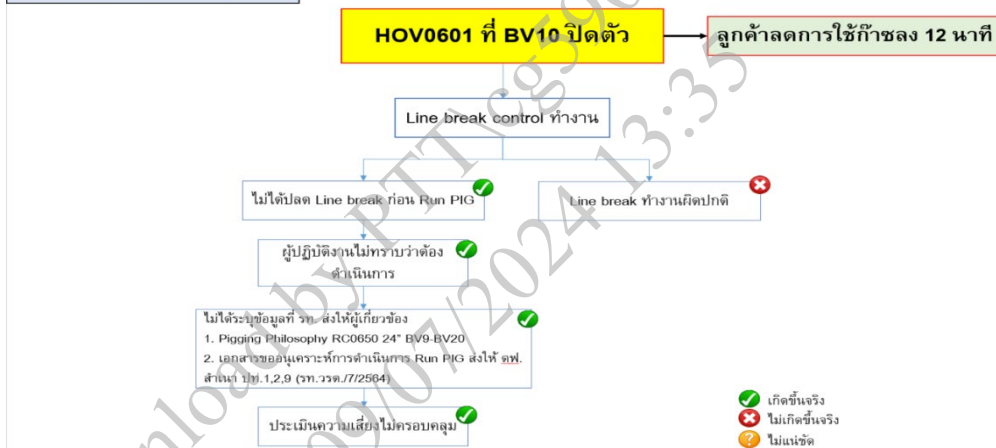 HOV0601 ที่ BV10 ปิดตัว
ลูกค้าลดการใช้ก๊าซลง 12 นาที
Line break control ทำงาน
ไม่ได้ปลด Line break ก่อน Run PIG
Line break ทำงานผิดปกติ
ผู้ปฏิบัติงานไม่ทราบว่าต้อง
ดำเนินการ
ไม่ได้ระบุข้อมูลที่ รท. ส่งให้ผู้เกี่ยวข้อง
1. Pigging Philosophy RC0650 24" BV9-BV20
2. เอกสารขออนุเคราะห์การดำเนินการ Run PIG ส่งให้ ตฟ.
สำเนา ปท.1,2,9 (รท.วรต./7/2564)
ประเมินความเสี่ยงไม่ครอบคลุม
เกิดขึ้นจริง
ไม่เกิดขึ้นจริง
ไม่แน่ชัด